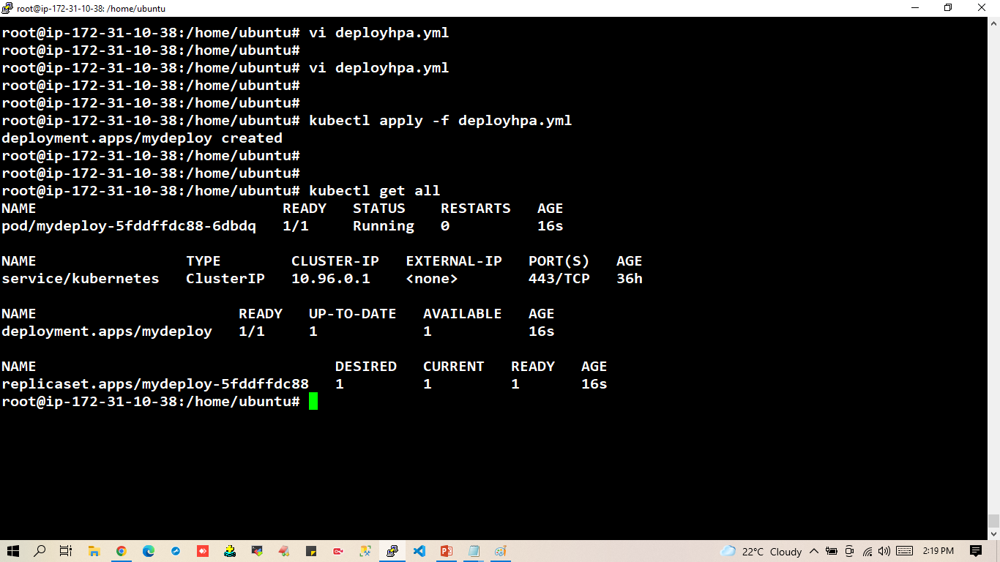 root@ip-172-31-10-38: /home/ubuntu
root@ip-172-31-10-38:/home/ubuntu# vi deployhpa.yml
root@ip-172-31-10-38:/home/ubuntu#
root@ip-172-31-10-38:/home/ubuntu# vi deployhpa.yml
root@ip-172-31-10-38:/home/ubuntu#
root@ip-172-31-10-38:/home/ubuntu#
root@ip-172-31-10-38:/home/ubuntu# kubectl apply -f deployhpa.yml
deployment.apps/mydeploy created
root@ip-172-31-10-38:/home/ubuntu#
root@ip-172-31-10-38:/home/ubuntu#
root@ip-172-31-10-38:/home/ubuntu# kubectl get all
NAME                            READY   STATUS    RESTARTS   AGE
pod/mydeploy-5fddffdc88-6dbdq   1/1     Running   0          16s
NAME                 TYPE        CLUSTER-IP   EXTERNAL-IP   PORT(S)   AGE
service/kubernetes   ClusterIP   10.96.0.1    <none>        443/TCP   36h
NAME                       READY   UP-TO-DATE   AVAILABLE   AGE
deployment.apps/mydeploy   1/1     1            1           16s
NAME                                  DESIRED   CURRENT   READY   AGE
replicaset.apps/mydeploy-5fddffdc88   1         1         1       16s
root@ip-172-31-10-38:/home/ubuntu#
22°C Cloudy 2:19 PM